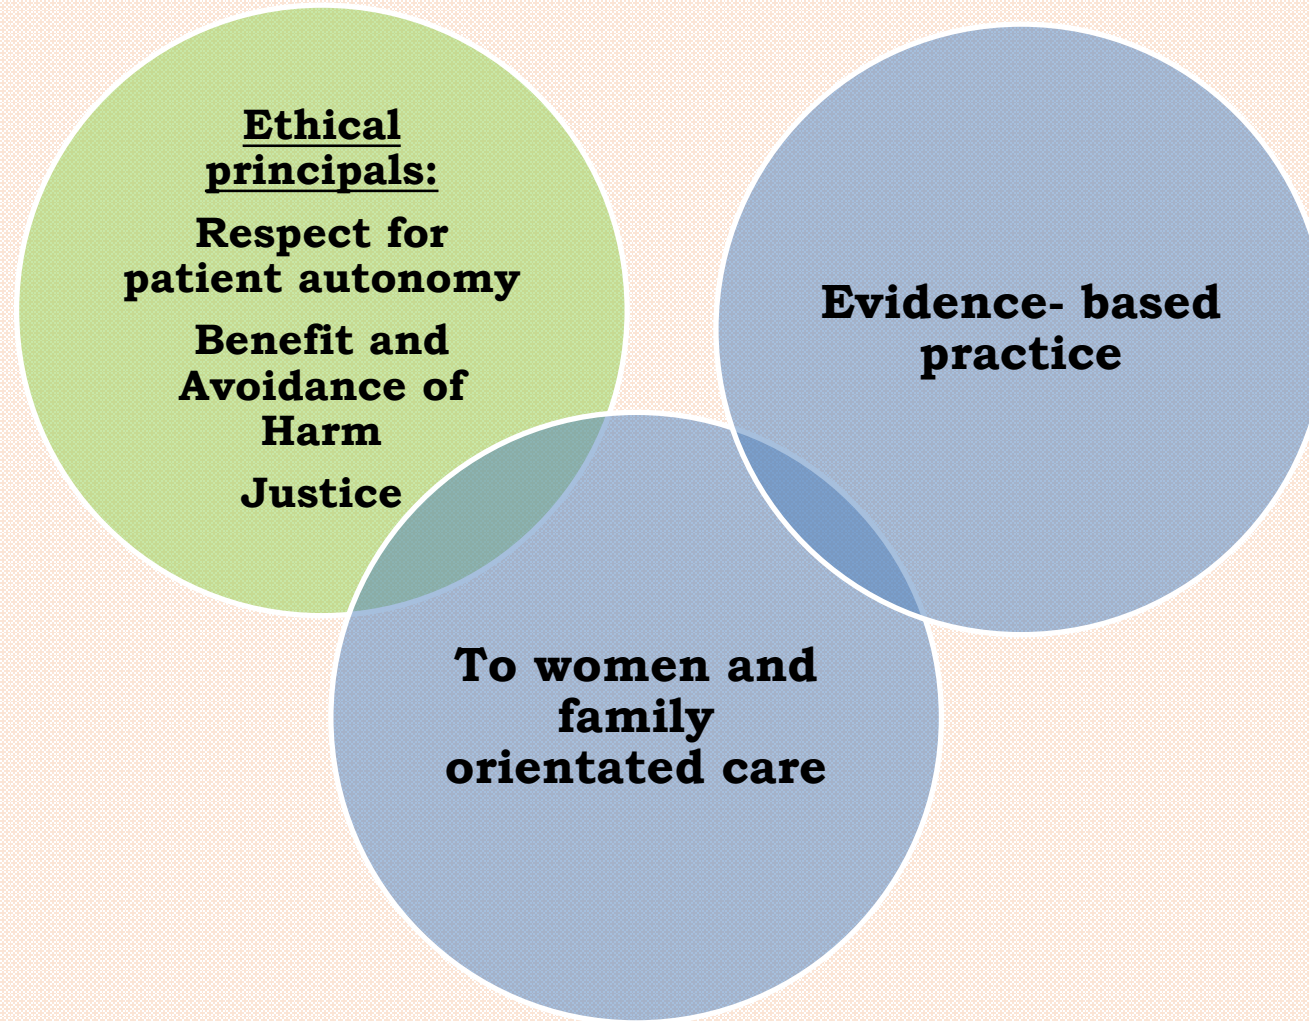 Ethical
principals:
Respect for
patient autonomy
Benefit and
Avoidance of
Harm
Justice
Evidence- based
practice
To women and
family
orientated care